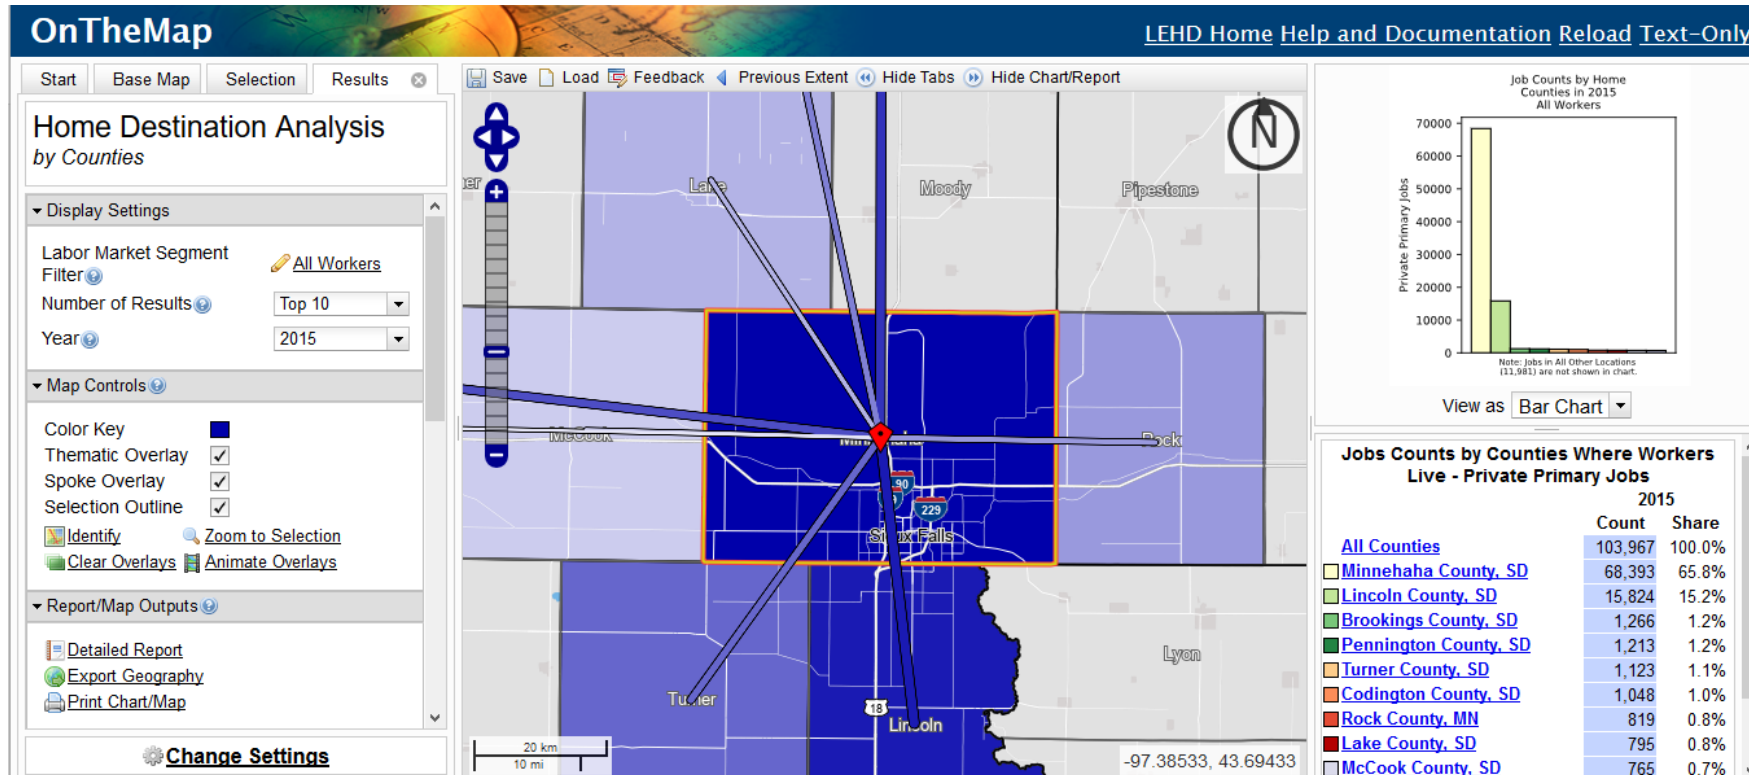 OnTheMap
LEHD Home Help and Documentation Reload Text-Only
Start Base Map Selection Results
Save Load Feedback Previous Extent Hide Tabs Hide Chart/Report
Home Destination Analysis
by Counties
Display Settings
Labor Market Segment
Filter All Workers
Number of Results Top 10
Year 2015
Map Controls
Color Key
Thematic Overlay
Spoke Overlay
Selection Outline
Identify Zoom to Selection
Clear Overlays Animate Overlays
Report/Map Outputs
Detailed Report
Export Geography
Print Chart/Map
Change Settings
N
Lake Moody Pipestone
McCook Minnehaha Rock
90
229
Sioux Falls
Lyon
Turner
18
Lincoln
20 km
10 mi
-97.38533, 43.69433
Job Counts by Home
Counties in 2015
All Workers
Private Primary Jobs
70000
60000
50000
40000
30000
20000
10000
0
Note: Jobs in All Other Locations
(11,981) are not shown in chart.
View as Bar Chart
Jobs Counts by Counties Where Workers
Live - Private Primary Jobs
2015
Count Share
All Counties 103,967 100.0%
Minnehaha County, SD 68,393 65.8%
Lincoln County, SD 15,824 15.2%
Brookings County, SD 1,266 1.2%
Pennington County, SD 1,213 1.2%
Turner County, SD 1,123 1.1%
Codington County, SD 1,048 1.0%
Rock County, MN 819 0.8%
Lake County, SD 795 0.8%
McCook County, SD 765 0.7%